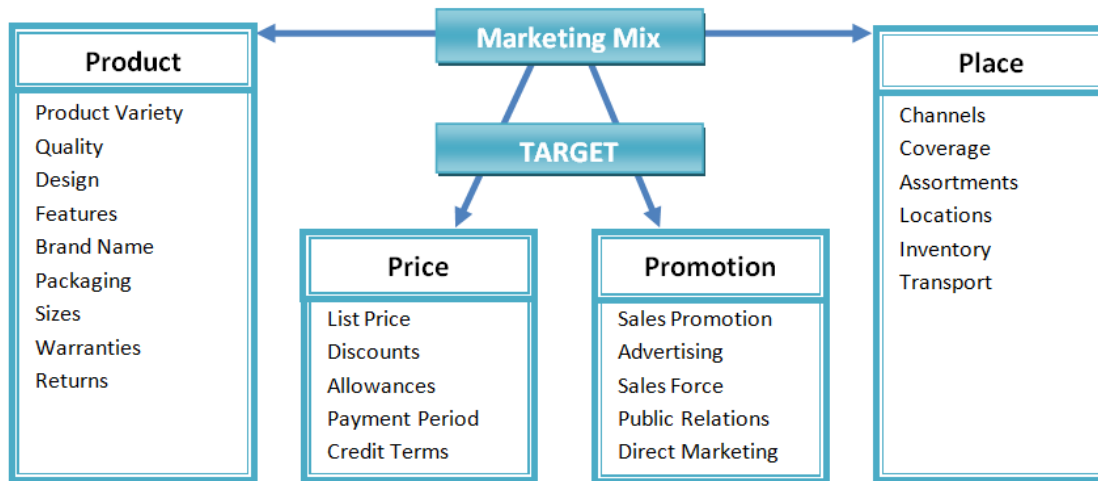 Marketing Mix
TARGET
Product
Product Variety
Quality
Design
Features
Brand Name
Packaging
Sizes
Warranties
Returns
Price
List Price
Discounts
Allowances
Payment Period
Credit Terms
Promotion
Sales Promotion
Advertising
Sales Force
Public Relations
Direct Marketing
Place
Channels
Coverage
Assortments
Locations
Inventory
Transport